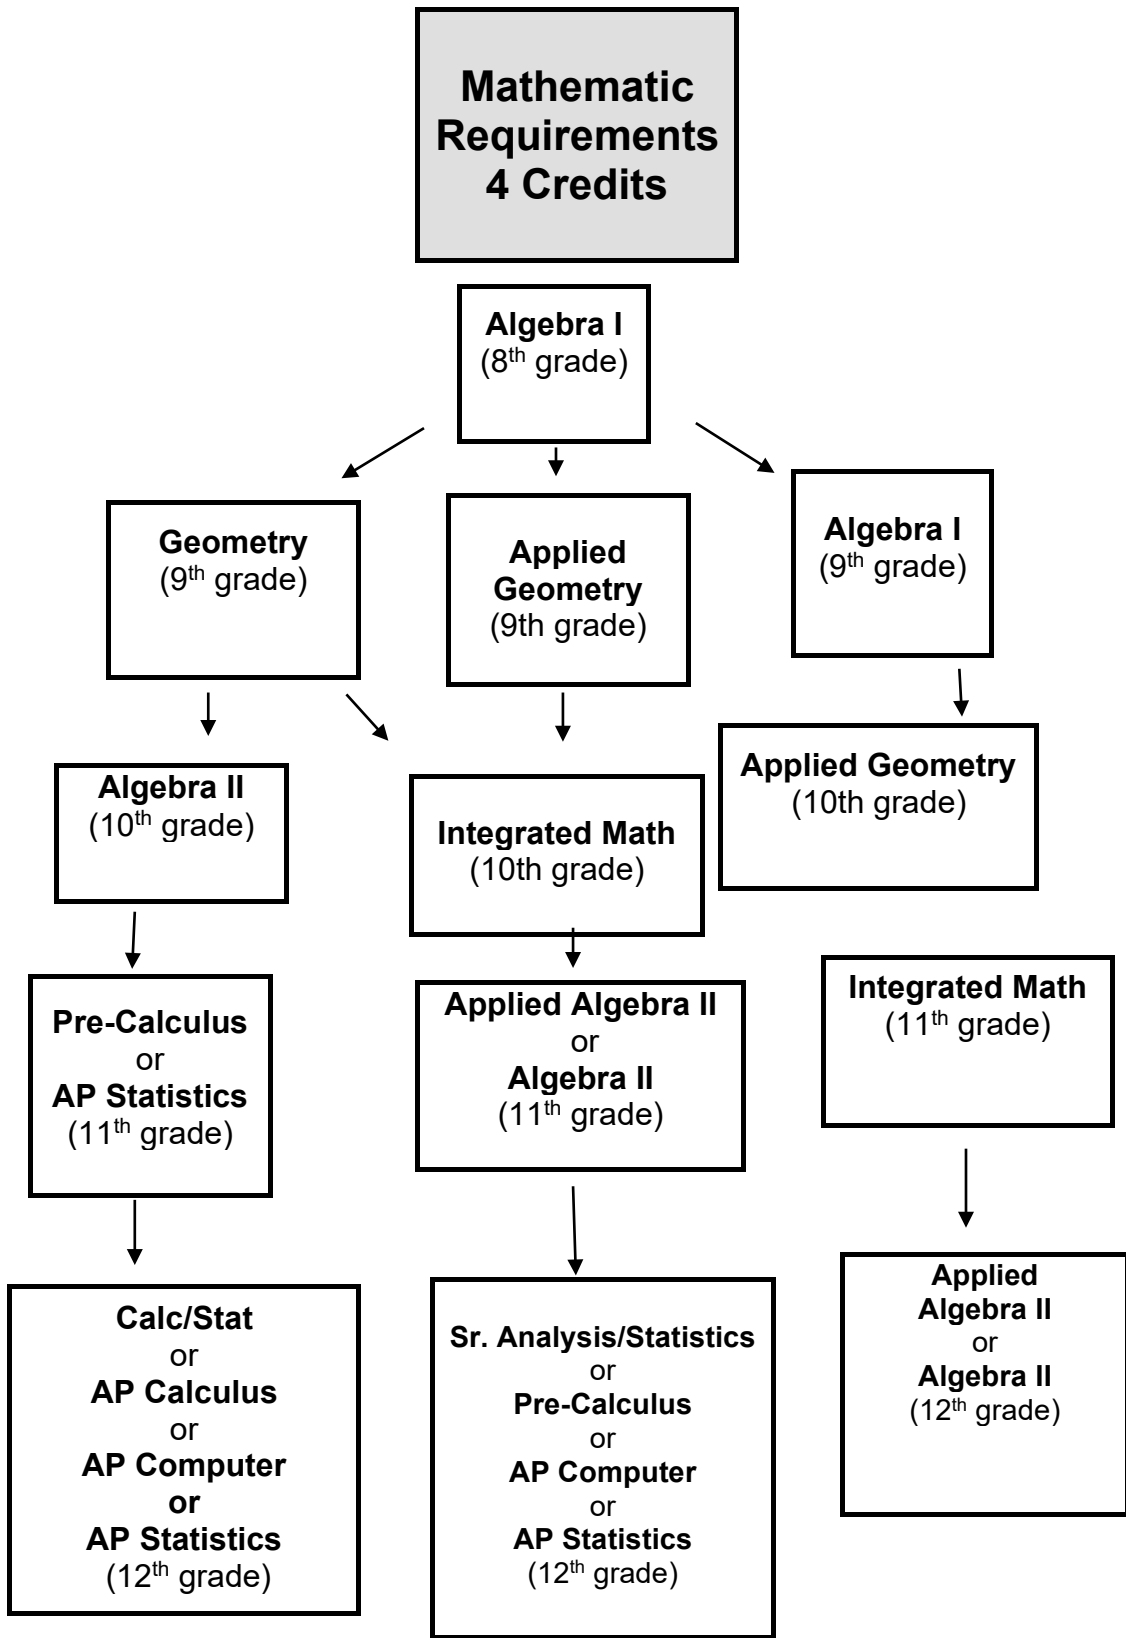 Mathematic
Requirements
4 Credits
Algebra I
(8th grade)
Geometry
(9th grade)
Applied
Geometry
(9th grade)
Algebra I
(9th grade)
Algebra II
(10th grade)
Integrated Math
(10th grade)
Applied Geometry
(10th grade)
Pre-Calculus
or
AP Statistics
(11th grade)
Applied Algebra II
or
Algebra II
(11th grade)
Integrated Math
(11th grade)
Calc/Stat
or
AP Calculus
or
AP Computer
or
AP Statistics
(12th grade)
Sr. Analysis/Statistics
or
Pre-Calculus
or
AP Computer
or
AP Statistics
(12th grade)
Applied
Algebra II
or
Algebra II
(12th grade)